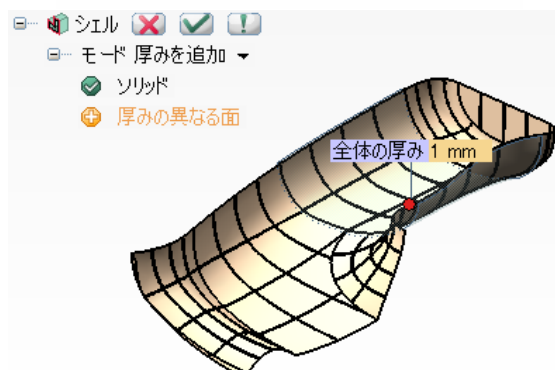 シェル
モード 厚みを追加
ソリッド
厚みの異なる面
全体の厚み 1 mm